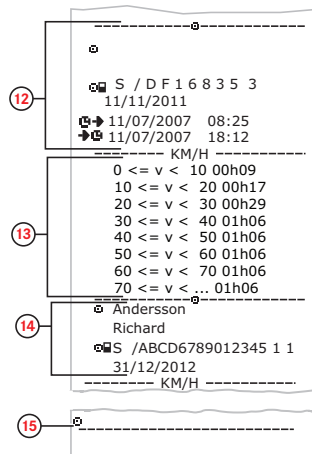 12
S / D F 1 6 8 3 5 3
11/11/2011
11/07/2007 08:25
11/07/2007 18:12
KM/H
13
0 <= v < 10 00h09
10 <= v < 20 00h17
20 <= v < 30 00h29
30 <= v < 40 01h06
40 <= v < 50 01h06
50 <= v < 60 01h06
60 <= v < 70 01h06
70 <= v < ... 01h06
14
Andersson
Richard
S /ABCD6789012345 1 1
31/12/2012
KM/H
15